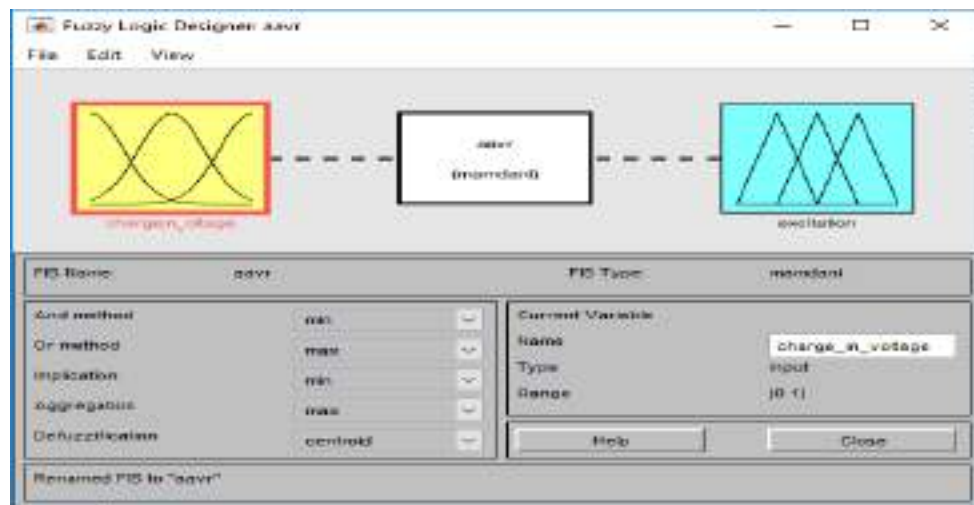 Fuzzy Logic Designer: aavr
File Edit View
aavr
(mamdani)
excitation
FIS Name: aavr FIS Type: mamdani
And method min
Or method max
Implication min
Aggregation max
Defuzzification centroid
Current Variable
Name
Type input
Range [0 1]
Help Close
Renamed FIS to "aavr"